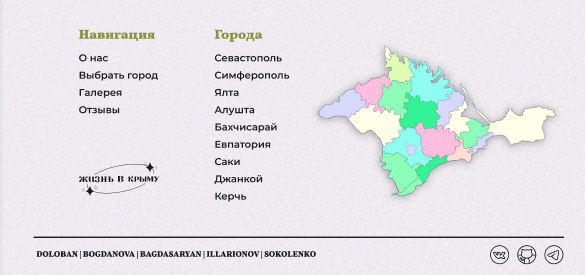 Навигация
О нас
Выбрать город
Галерея
Отзывы
Города
Севастополь
Симферополь
Ялта
Алушта
Бахчисарай
Евпатория
Саки
Джанкой
Керчь
ЖИЗНЬ В КРЫМУ
DOLOBAN | BOGDANOVA | BAGDASARYAN | ILLARIONOV | SOKOLENKO